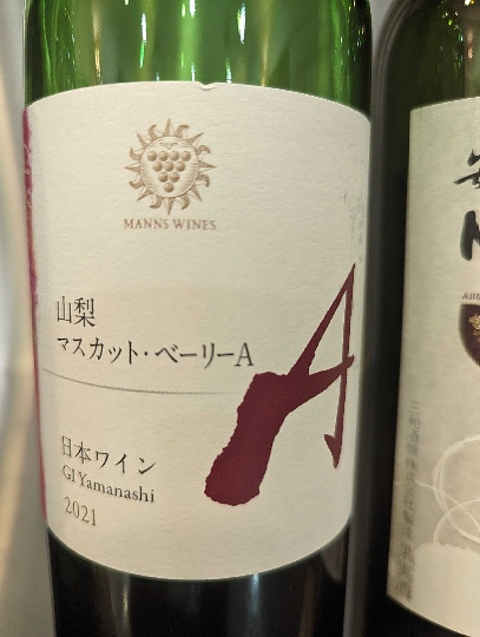 MANNS WINES
山梨
マスカット・ベーリーA
A
日本ワイン
GI Yamanashi
2021